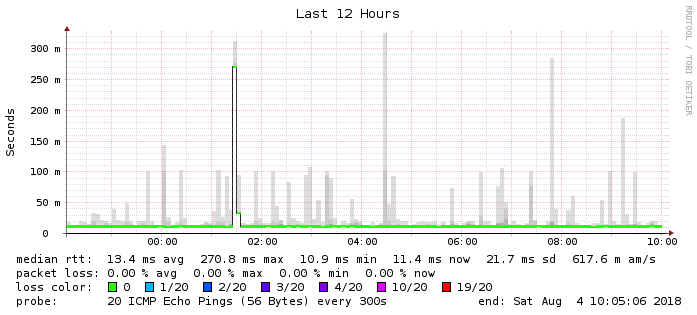 Last 12 Hours
RRDTOOL / TOBI OETIKER
Seconds
300 m
250 m
200 m
150 m
100 m
50 m
0
00:00 02:00 04:00 06:00 08:00 10:00
median rtt: 13.4 ms avg 270.8 ms max 10.9 ms min 11.4 ms now 21.7 ms sd 617.6 m am/s
packet loss: 0.00 % avg 0.00 % max 0.00 % min 0.00 % now
loss color: 0 1/20 2/20 3/20 4/20 10/20 19/20
probe: 20 ICMP Echo Pings (56 Bytes) every 300s end: Sat Aug 4 10:05:06 2018